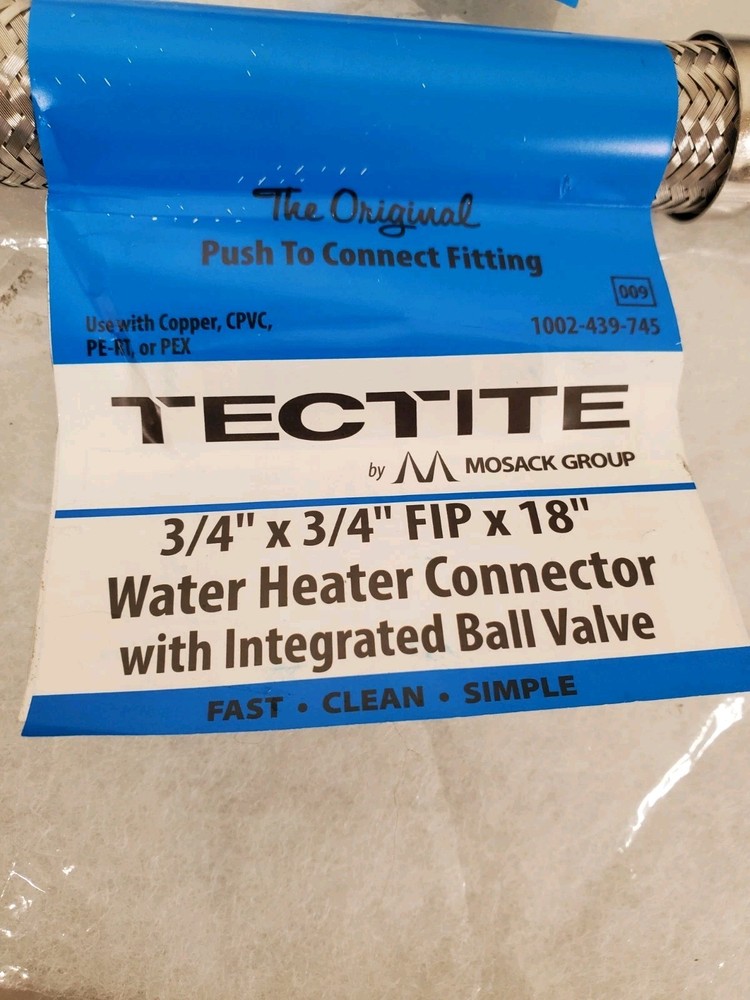 The Original
Push To Connect Fitting
009
Use with Copper, CPVC,
PE-RT, or PEX
1002-439-745
TECTITE
by MOSACK GROUP
3/4" x 3/4" FIP x 18"
Water Heater Connector
with Integrated Ball Valve
FAST • CLEAN • SIMPLE